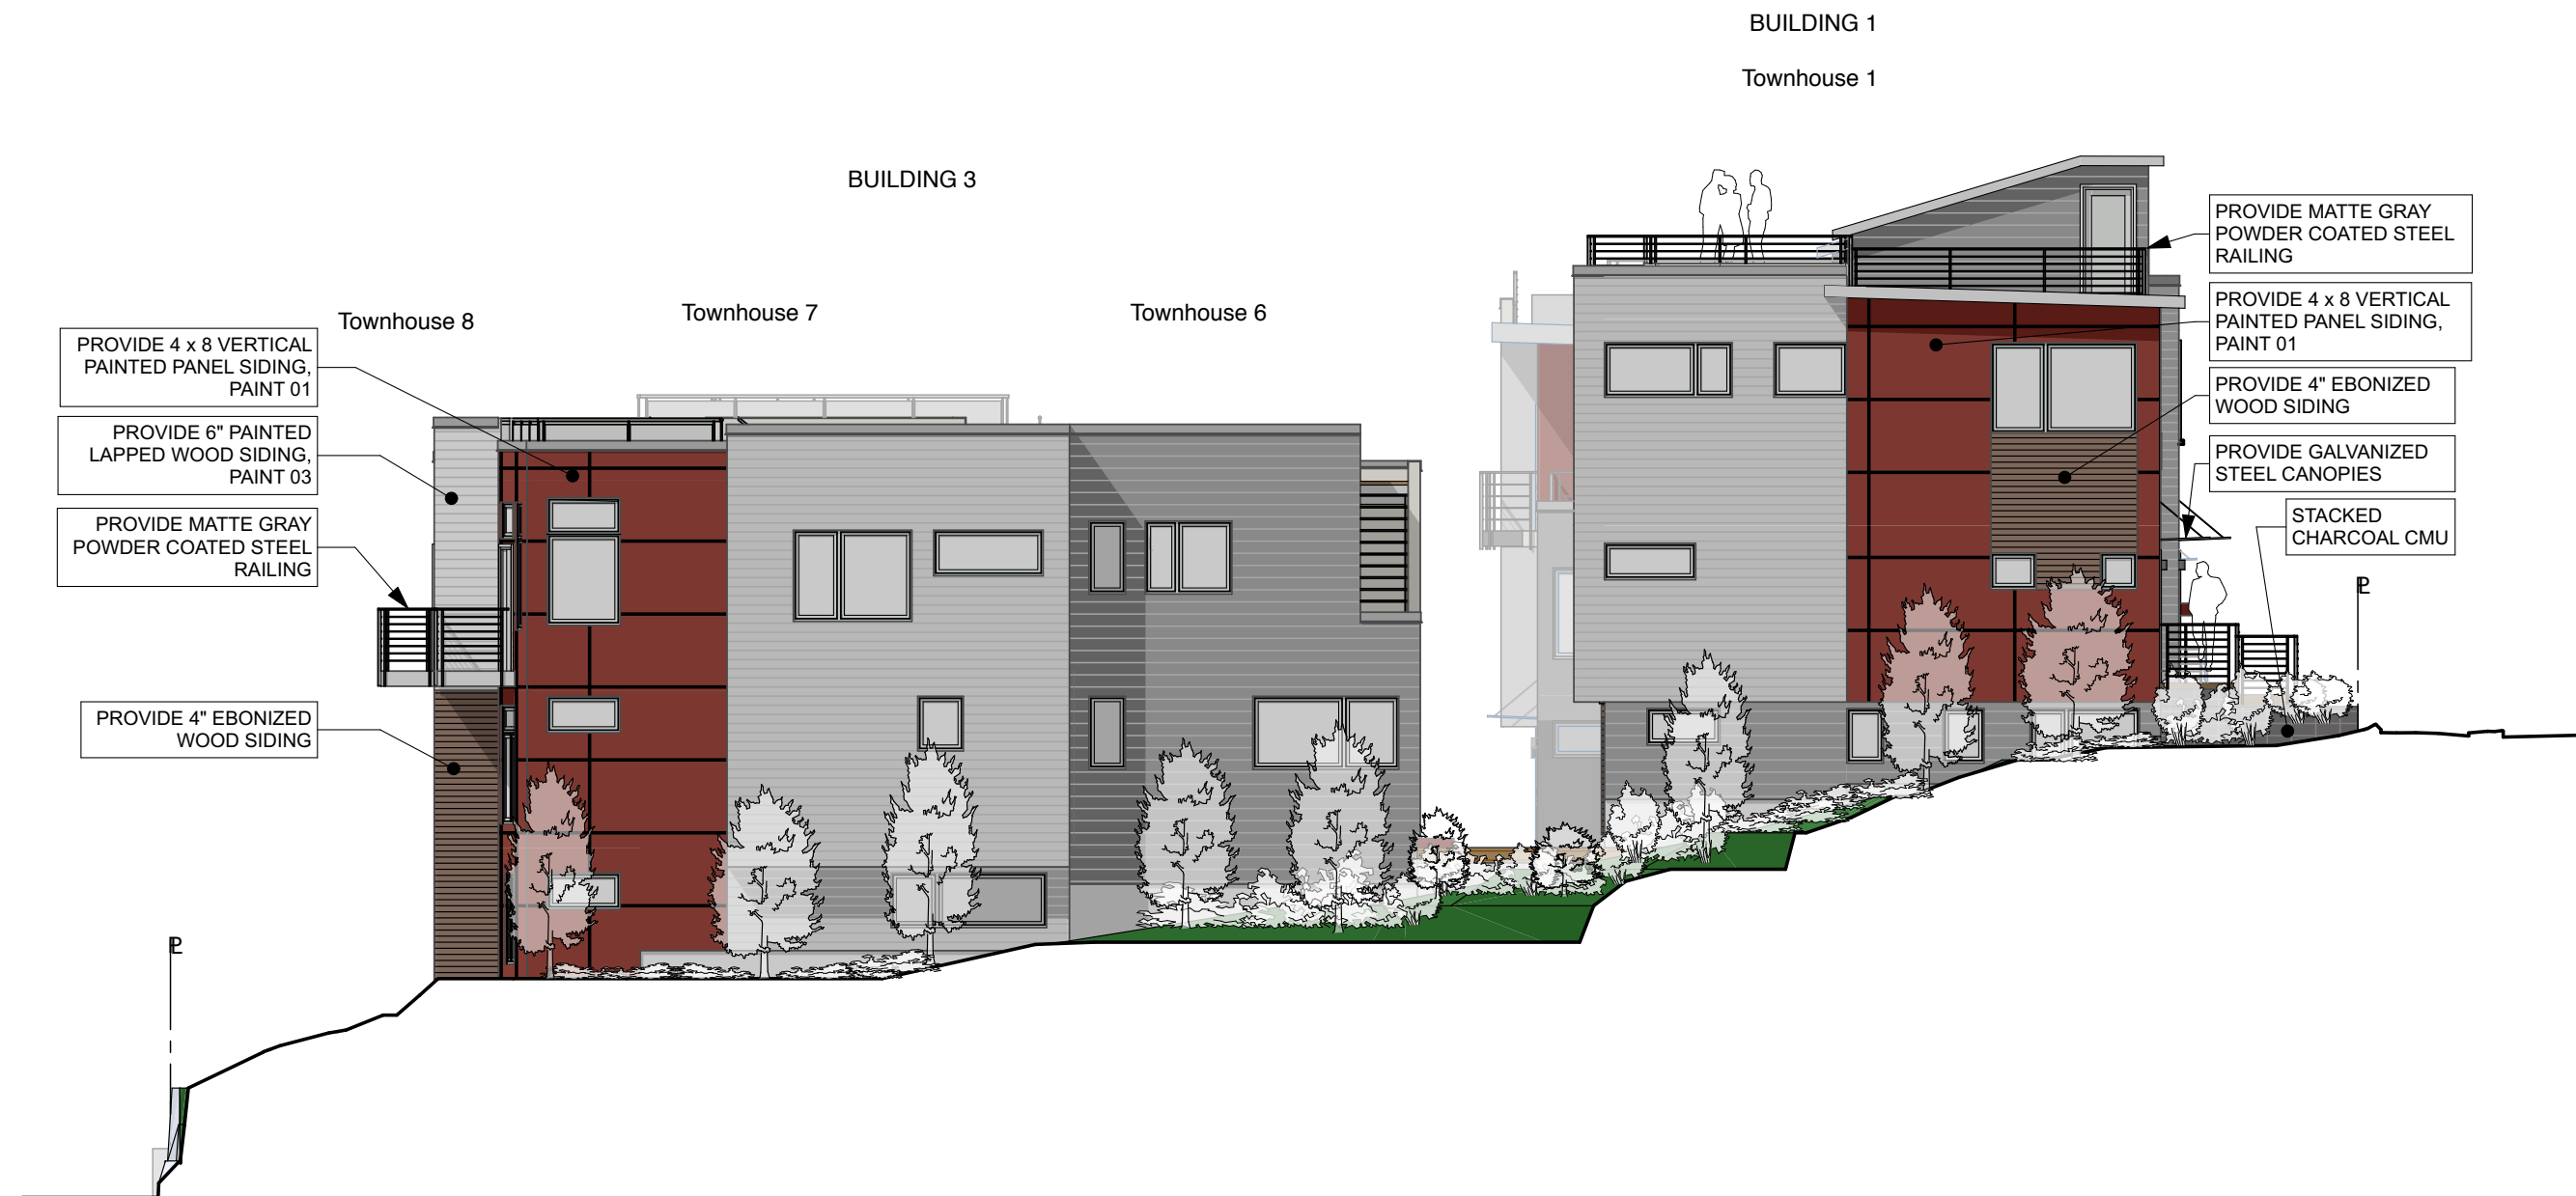 BUILDING 1
Townhouse 1
BUILDING 3
Townhouse 8
Townhouse 7
Townhouse 6
PROVIDE 4 x 8 VERTICAL
PAINTED PANEL SIDING,
PAINT 01
PROVIDE 6" PAINTED
LAPPED WOOD SIDING,
PAINT 03
PROVIDE MATTE GRAY
POWDER COATED STEEL
RAILING
PROVIDE 4" EBONIZED
WOOD SIDING
PROVIDE MATTE GRAY
POWDER COATED STEEL
RAILING
PROVIDE 4 x 8 VERTICAL
PAINTED PANEL SIDING,
PAINT 01
PROVIDE 4" EBONIZED
WOOD SIDING
PROVIDE GALVANIZED
STEEL CANOPIES
STACKED
CHARCOAL CMU
PL
PL